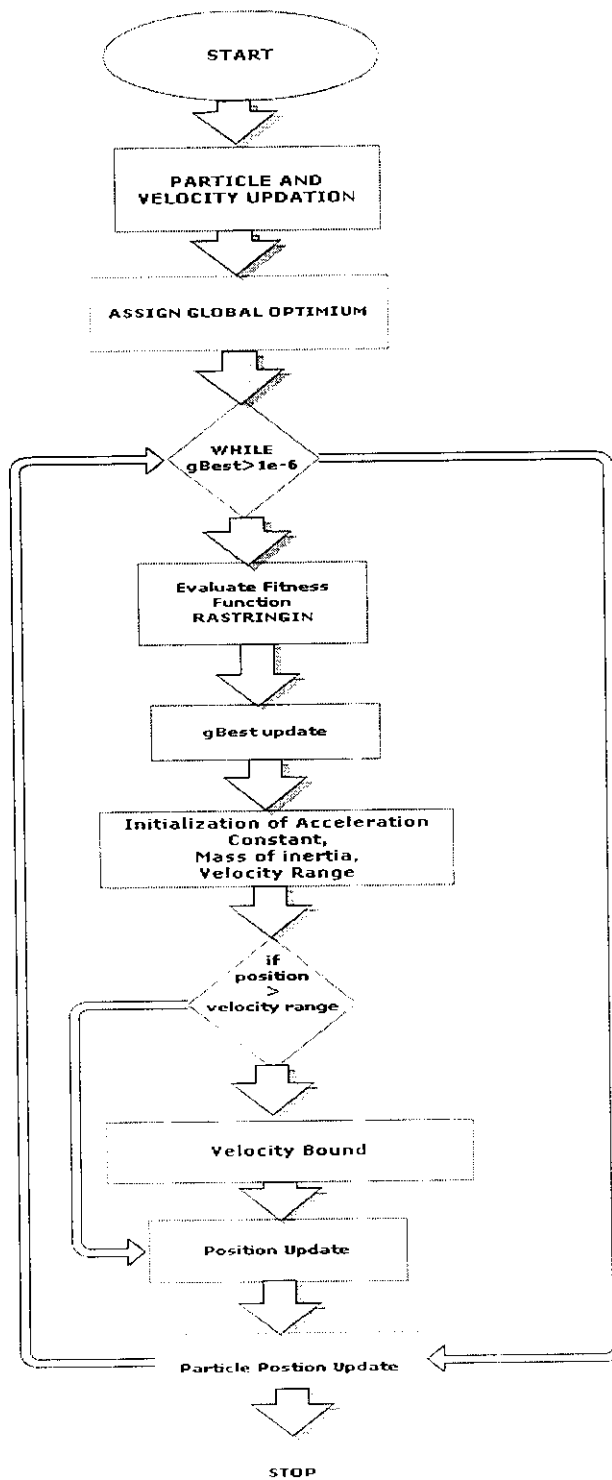 START
PARTICLE AND
VELOCITY UPDATION
ASSIGN GLOBAL OPTIMIUM
WHILE
gBest>1e-6
Evaluate Fitness
Function
RASTRINGIN
gBest update
Initialization of Acceleration
Constant,
Mass of inertia,
Velocity Range
if
position
>
velocity range
Velocity Bound
Position Update
Particle Postion Update
STOP